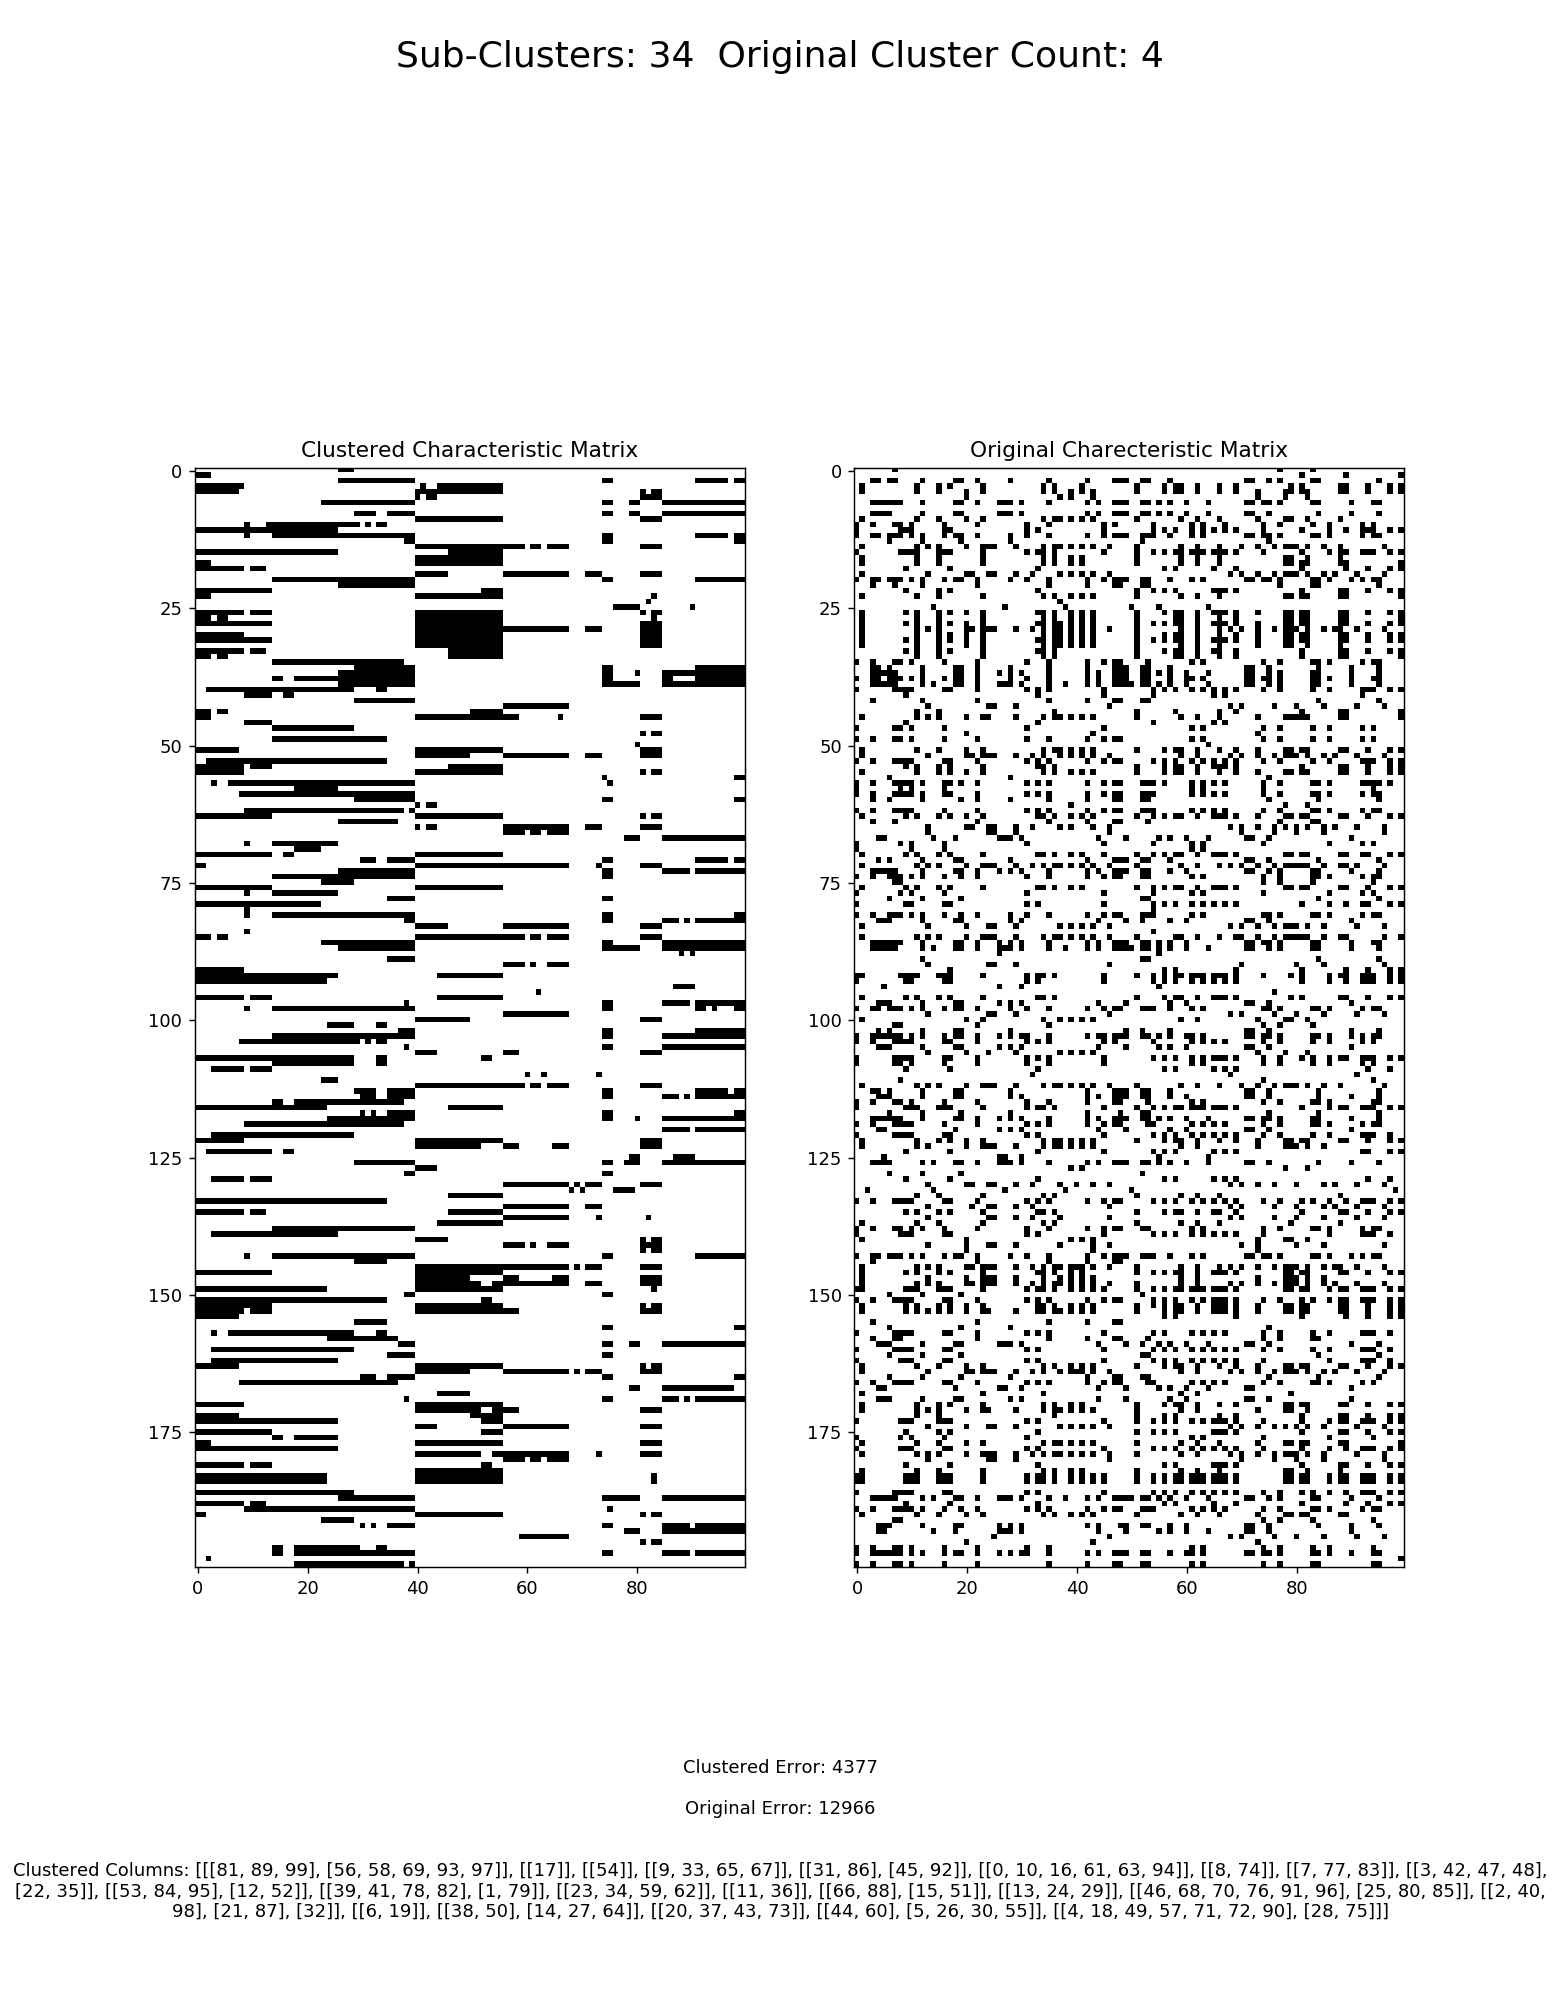 Sub-Clusters: 34  Original Cluster Count: 4
Clustered Characteristic Matrix
0
25
50
75
100
125
150
175
0 20 40 60 80
Original Charecteristic Matrix
0
25
50
75
100
125
150
175
0 20 40 60 80
Clustered Error: 4377
Original Error: 12966
Clustered Columns: [[[81, 89, 99], [56, 58, 69, 93, 97]], [[17]], [[54]], [[9, 33, 65, 67]], [[31, 86], [45, 92]], [[0, 10, 16, 61, 63, 94]], [[8, 74]], [[7, 77, 83]], [[3, 42, 47, 48],
[22, 35]], [[53, 84, 95], [12, 52]], [[39, 41, 78, 82], [1, 79]], [[23, 34, 59, 62]], [[11, 36]], [[66, 88], [15, 51]], [[13, 24, 29]], [[46, 68, 70, 76, 91, 96], [25, 80, 85]], [[2, 40,
98], [21, 87], [32]], [[6, 19]], [[38, 50], [14, 27, 64]], [[20, 37, 43, 73]], [[44, 60], [5, 26, 30, 55]], [[4, 18, 49, 57, 71, 72, 90], [28, 75]]]